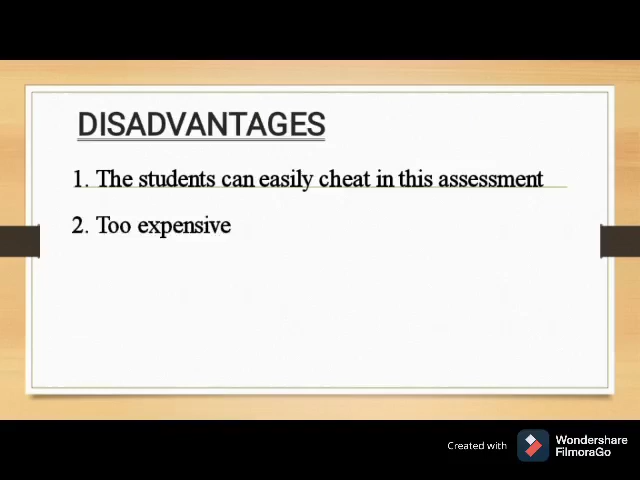 DISADVANTAGES
1. The students can easily cheat in this assessment
2. Too expensive
Created with
Wondershare
FilmoraGo